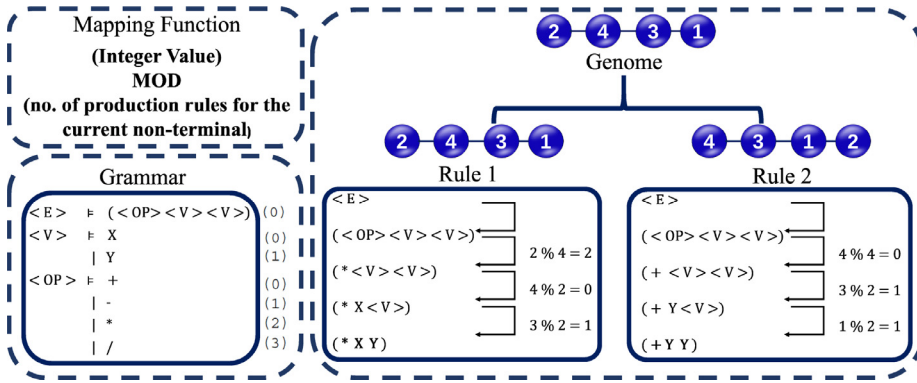 Mapping Function
(Integer Value)
MOD
(no. of production rules for the
current non-terminal)
Grammar
<E> ⊨ (<OP><V><V>) (0)
<V> ⊨ X (0)
| Y (1)
<OP> ⊨ + (0)
| - (1)
| * (2)
| / (3)
2 4 3 1
Genome
2 4 3 1
Rule 1
<E>
(<OP><V><V>)
2 % 4 = 2
(*<V><V>)
4 % 2 = 0
(* X<V>)
3 % 2 = 1
(* X Y)
4 3 1 2
Rule 2
<E>
(<OP><V><V>)
4 % 4 = 0
(+ <V><V>)
3 % 2 = 1
(+ Y<V>)
1 % 2 = 1
(+Y Y)